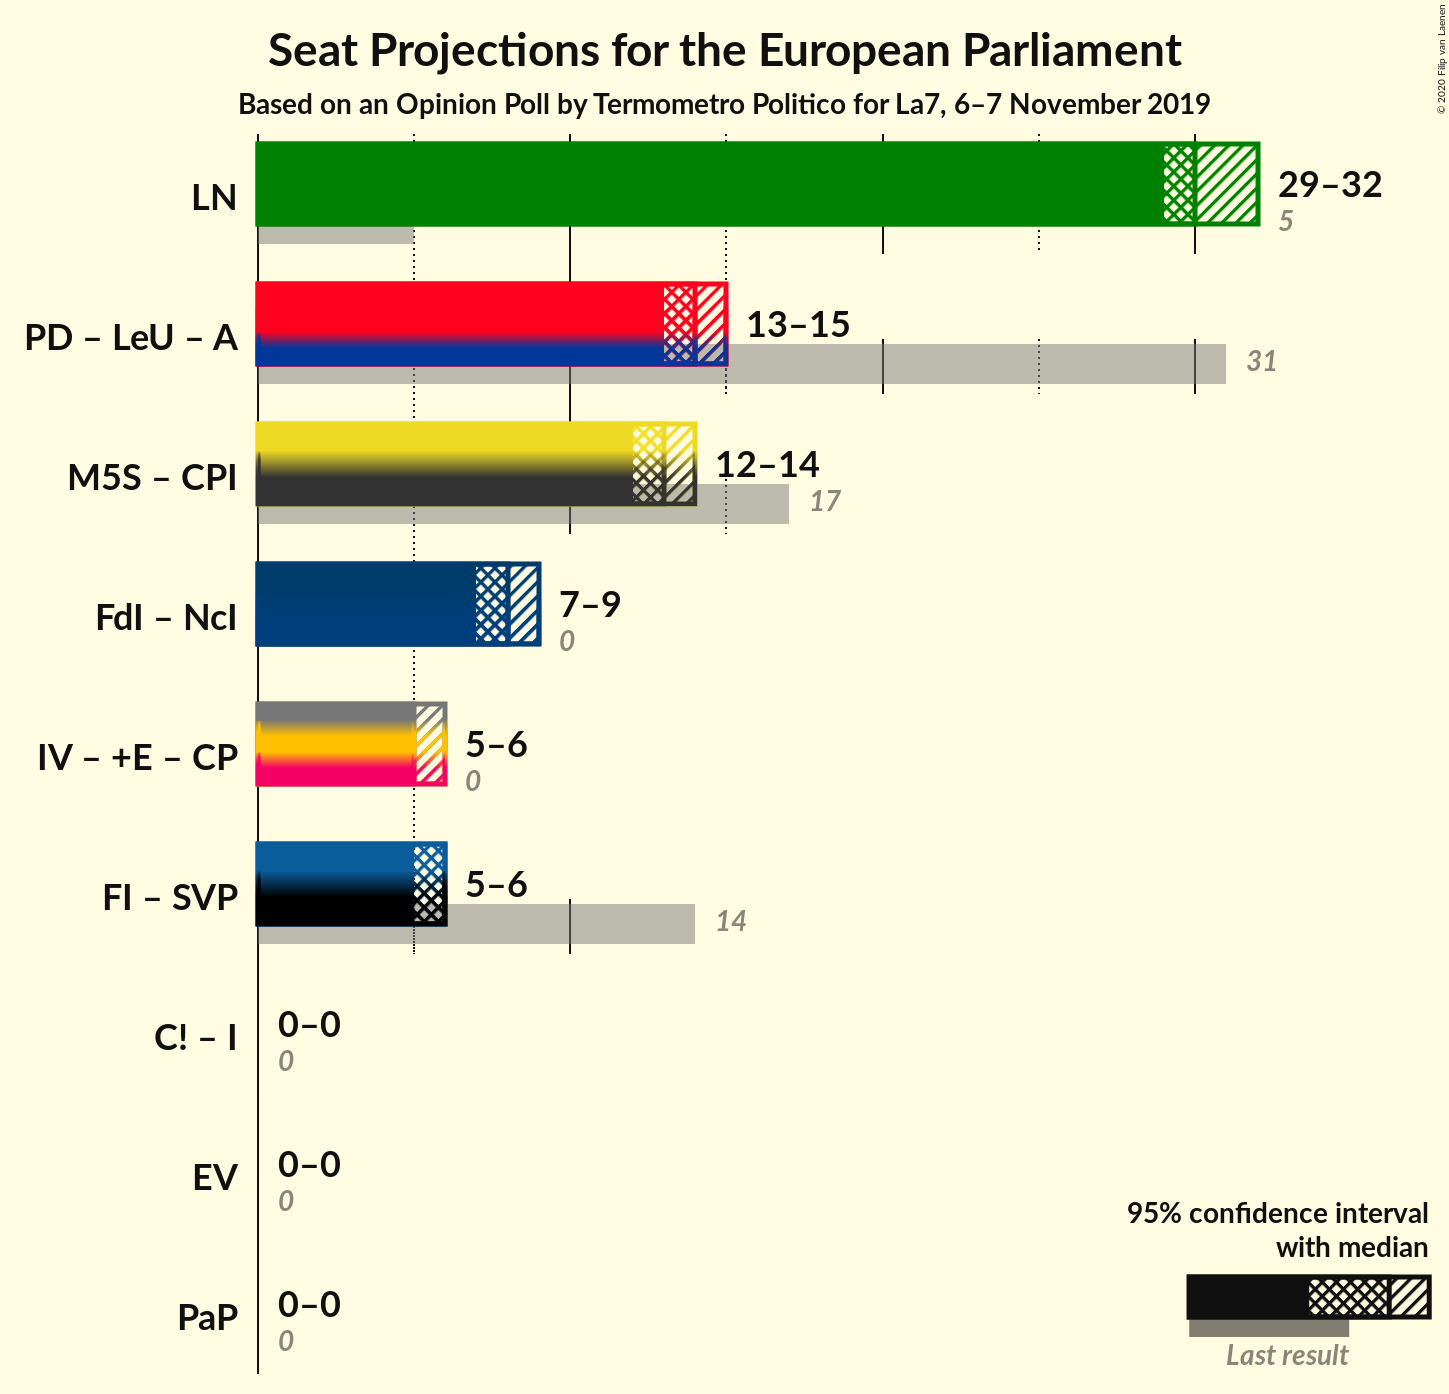 Seat Projections for the European Parliament
Based on an Opinion Poll by Termometro Politico for La7, 6–7 November 2019
© 2020 Filip van Laenen
LN
29–32
5
PD – LeU – A
13–15
31
M5S – CPI
12–14
17
FdI – NcI
7–9
0
IV – +E – CP
5–6
0
FI – SVP
5–6
14
C! – I
0–0
0
EV
0–0
0
PaP
0–0
0
95% confidence interval
with median
Last result